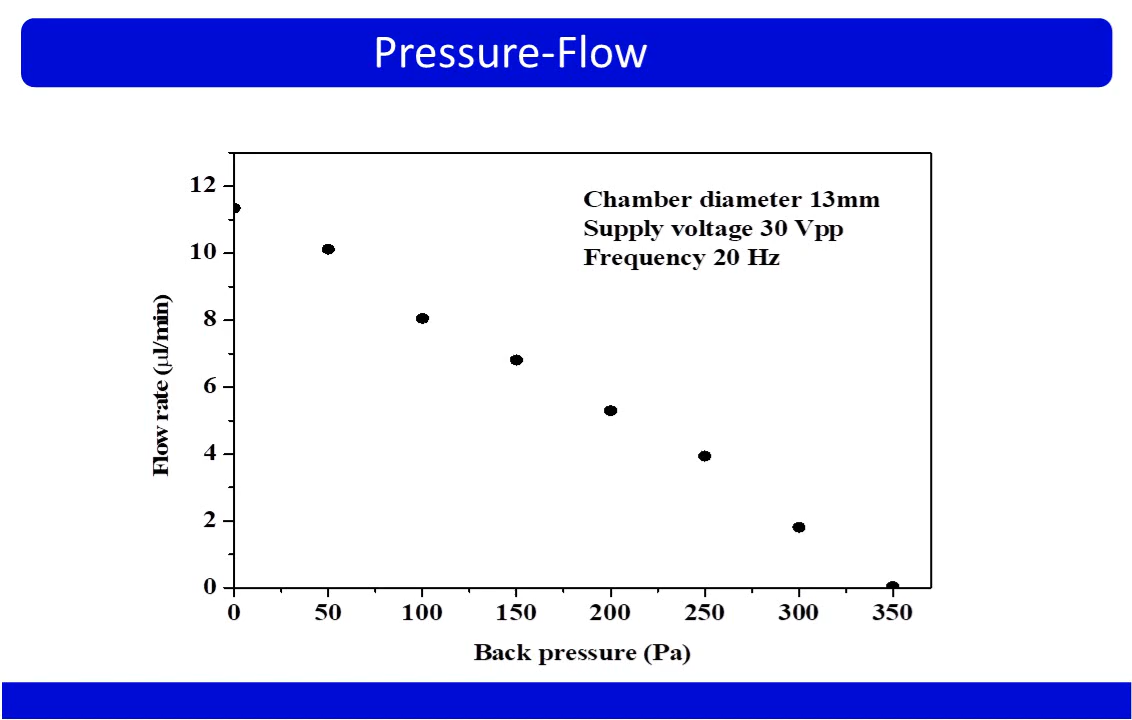 Pressure-Flow
Chamber diameter 13mm
Supply voltage 30 Vpp
Frequency 20 Hz
12
10
8
6
4
2
0
Flow rate (μl/min)
0 50 100 150 200 250 300 350
Back pressure (Pa)